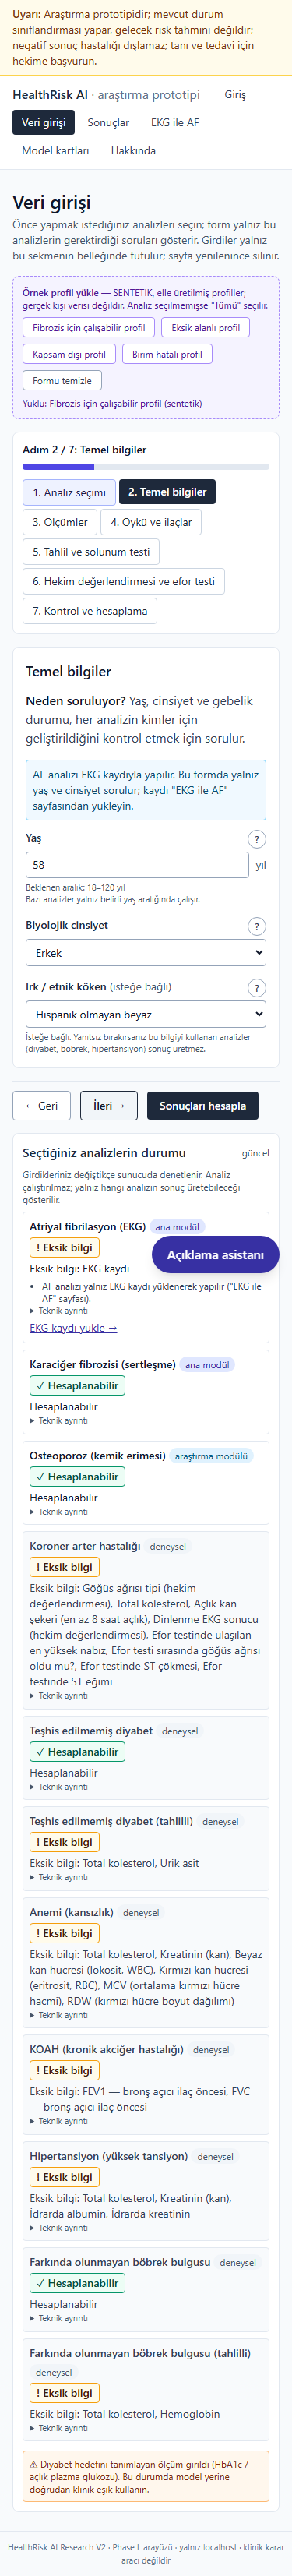 Uyarı: Araştırma prototipidir; mevcut durum
sınıflandırması yapar, gelecek risk tahmini değildir;
negatif sonuç hastalığı dışlamaz; tanı ve tedavi için
hekime başvurun.
HealthRisk AI · araştırma prototipi Giriş
Veri girişi Sonuçlar EKG ile AF
Model kartları Hakkında
Veri girişi
Önce yapmak istediğiniz analizleri seçin; form yalnız bu
analizlerin gerektirdiği soruları gösterir. Girdiler yalnız
bu sekmenin belleğinde tutulur; sayfa yenilenince silinir.
Örnek profil yükle — SENTETİK, elle üretilmiş profiller;
gerçek kişi verisi değildir. Analiz seçilmemişse "Tümü" seçilir.
Fibrozis için çalışabilir profil Eksik alanlı profil
Kapsam dışı profil Birim hatalı profil
Formu temizle
Yüklü: Fibrozis için çalışabilir profil (sentetik)
Adım 2 / 7: Temel bilgiler
1. Analiz seçimi 2. Temel bilgiler
3. Ölçümler 4. Öykü ve ilaçlar
5. Tahlil ve solunum testi
6. Hekim değerlendirmesi ve efor testi
7. Kontrol ve hesaplama
Temel bilgiler
Neden soruluyor? Yaş, cinsiyet ve gebelik
durumu, her analizin kimler için
geliştirildiğini kontrol etmek için sorulur.
AF analizi EKG kaydıyla yapılır. Bu formda yalnız
yaş ve cinsiyet sorulur; kaydı "EKG ile AF"
sayfasından yükleyin.
Yaş ?
58 yıl
Beklenen aralık: 18–120 yıl
Bazı analizler yalnız belirli yaş aralığında çalışır.
Biyolojik cinsiyet ?
Erkek
Irk / etnik köken (isteğe bağlı) ?
Hispanik olmayan beyaz
İsteğe bağlı. Yanıtsız bırakırsanız bu bilgiyi kullanan analizler
(diyabet, böbrek, hipertansiyon) sonuç üretmez.
← Geri İleri → Sonuçları hesapla
Seçtiğiniz analizlerin durumu güncel
Girdikleriniz değiştikçe sunucuda denetlenir. Analiz
çalıştırılmaz; yalnız hangi analizin sonuç üretebileceği
gösterilir.
Atriyal fibrilasyon (EKG) ana modül
! Eksik bilgi
Açıklama asistanı
Eksik bilgi: EKG kaydı
• AF analizi yalnız EKG kaydı yüklenerek yapılır ("EKG ile
AF" sayfası).
▶ Teknik ayrıntı
EKG kaydı yükle →
Karaciğer fibrozisi (sertleşme) ana modül
✓ Hesaplanabilir
Hesaplanabilir
▶ Teknik ayrıntı
Osteoporoz (kemik erimesi) araştırma modülü
✓ Hesaplanabilir
Hesaplanabilir
▶ Teknik ayrıntı
Koroner arter hastalığı deneysel
! Eksik bilgi
Eksik bilgi: Göğüs ağrısı tipi (hekim
değerlendirmesi), Total kolesterol, Açlık kan
şekeri (en az 8 saat açlık), Dinlenme EKG sonucu
(hekim değerlendirmesi), Efor testinde ulaşılan
en yüksek nabız, Efor testi sırasında göğüs ağrısı
oldu mu?, Efor testinde ST çökmesi, Efor
testinde ST eğimi
▶ Teknik ayrıntı
Teşhis edilmemiş diyabet deneysel
✓ Hesaplanabilir
Hesaplanabilir
▶ Teknik ayrıntı
Teşhis edilmemiş diyabet (tahlilli) deneysel
! Eksik bilgi
Eksik bilgi: Total kolesterol, Ürik asit
▶ Teknik ayrıntı
Anemi (kansızlık) deneysel
! Eksik bilgi
Eksik bilgi: Total kolesterol, Kreatinin (kan), Beyaz
kan hücresi (lökosit, WBC), Kırmızı kan hücresi
(eritrosit, RBC), MCV (ortalama kırmızı hücre
hacmi), RDW (kırmızı hücre boyut dağılımı)
▶ Teknik ayrıntı
KOAH (kronik akciğer hastalığı) deneysel
! Eksik bilgi
Eksik bilgi: FEV1 — bronş açıcı ilaç öncesi, FVC
— bronş açıcı ilaç öncesi
▶ Teknik ayrıntı
Hipertansiyon (yüksek tansiyon) deneysel
! Eksik bilgi
Eksik bilgi: Total kolesterol, Kreatinin (kan),
İdrarda albümin, İdrarda kreatinin
▶ Teknik ayrıntı
Farkında olunmayan böbrek bulgusu deneysel
✓ Hesaplanabilir
Hesaplanabilir
▶ Teknik ayrıntı
Farkında olunmayan böbrek bulgusu (tahlilli)
deneysel
! Eksik bilgi
Eksik bilgi: Total kolesterol, Hemoglobin
▶ Teknik ayrıntı
⚠ Diyabet hedefini tanımlayan ölçüm girildi (HbA1c /
açlık plazma glukozu). Bu durumda model yerine
doğrudan klinik eşik kullanın.
HealthRisk AI Research V2 · Phase L arayüzü · yalnız localhost · klinik karar
aracı değildir